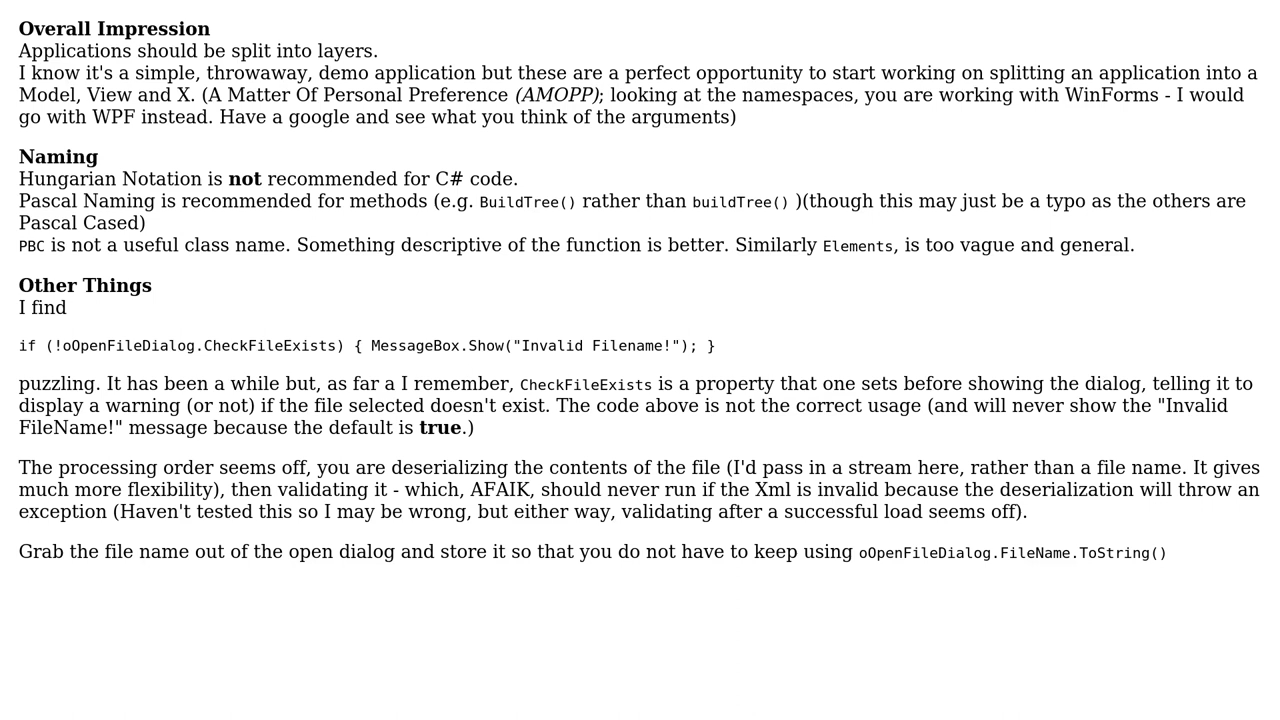 Overall Impression
Applications should be split into layers.
I know it's a simple, throwaway, demo application but these are a perfect opportunity to start working on splitting an application into a
Model, View and X. (A Matter Of Personal Preference (AMOPP); looking at the namespaces, you are working with WinForms - I would
go with WPF instead. Have a google and see what you think of the arguments)
Naming
Hungarian Notation is not recommended for C# code.
Pascal Naming is recommended for methods (e.g. BuildTree() rather than buildTree() )(though this may just be a typo as the others are
Pascal Cased)
PBC is not a useful class name. Something descriptive of the function is better. Similarly Elements, is too vague and general.
Other Things
I find
if (!oOpenFileDialog.CheckFileExists) { MessageBox.Show("Invalid Filename!"); }
puzzling. It has been a while but, as far a I remember, CheckFileExists is a property that one sets before showing the dialog, telling it to
display a warning (or not) if the file selected doesn't exist. The code above is not the correct usage (and will never show the "Invalid
FileName!" message because the default is true.)
The processing order seems off, you are deserializing the contents of the file (I'd pass in a stream here, rather than a file name. It gives
much more flexibility), then validating it - which, AFAIK, should never run if the Xml is invalid because the deserialization will throw an
exception (Haven't tested this so I may be wrong, but either way, validating after a successful load seems off).
Grab the file name out of the open dialog and store it so that you do not have to keep using oOpenFileDialog.FileName.ToString()